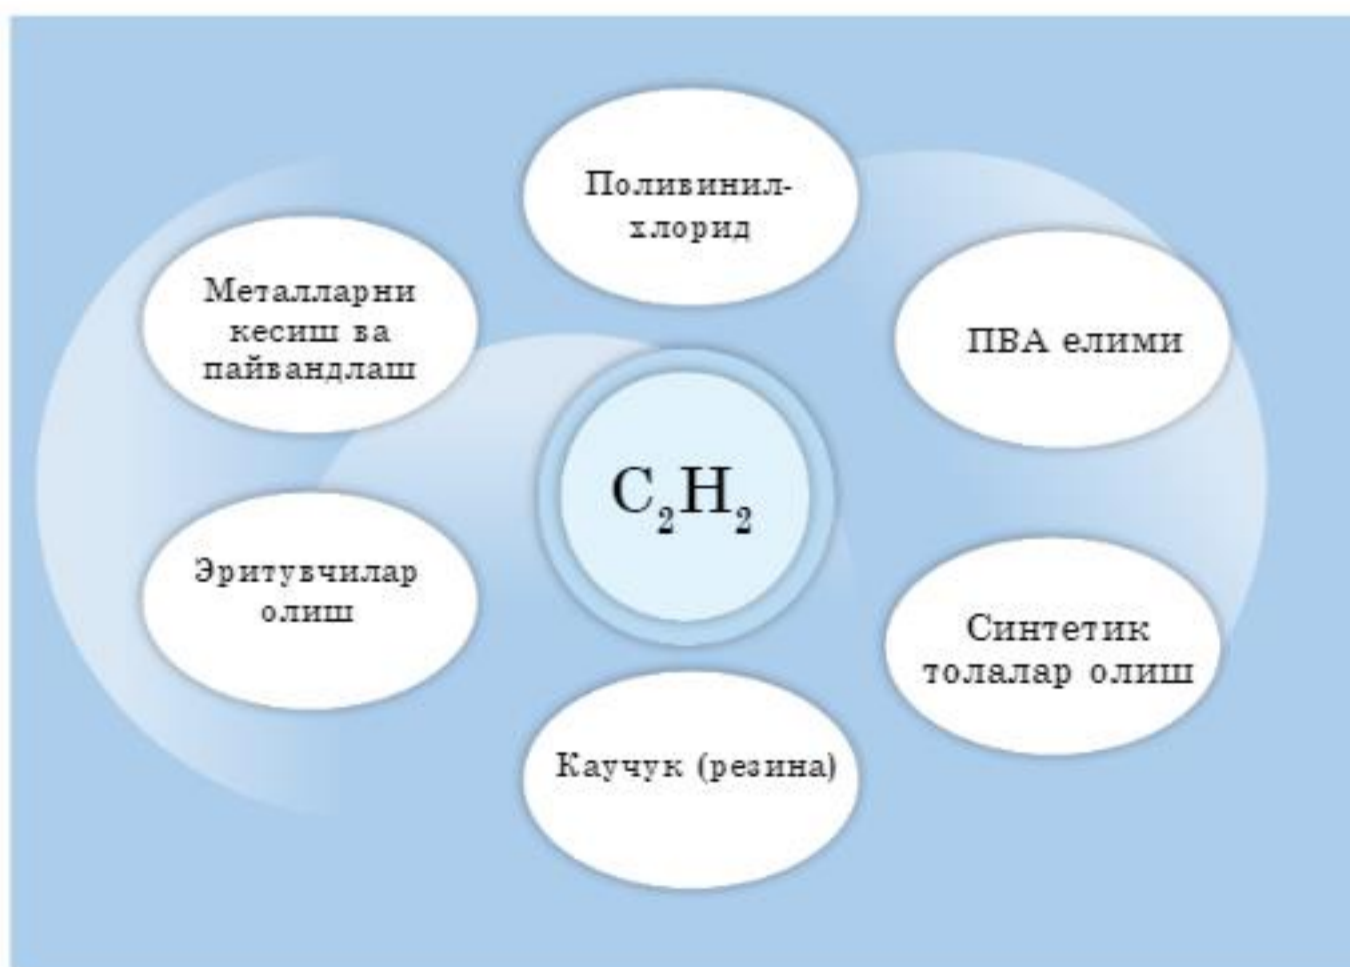 Поливинил-
хлорид
Металларни
кесиш ва
пайвандлаш
ПВА елими
C₂H₂
Эритувчилар
олиш
Синтетик
толалар олиш
Каучук (резина)